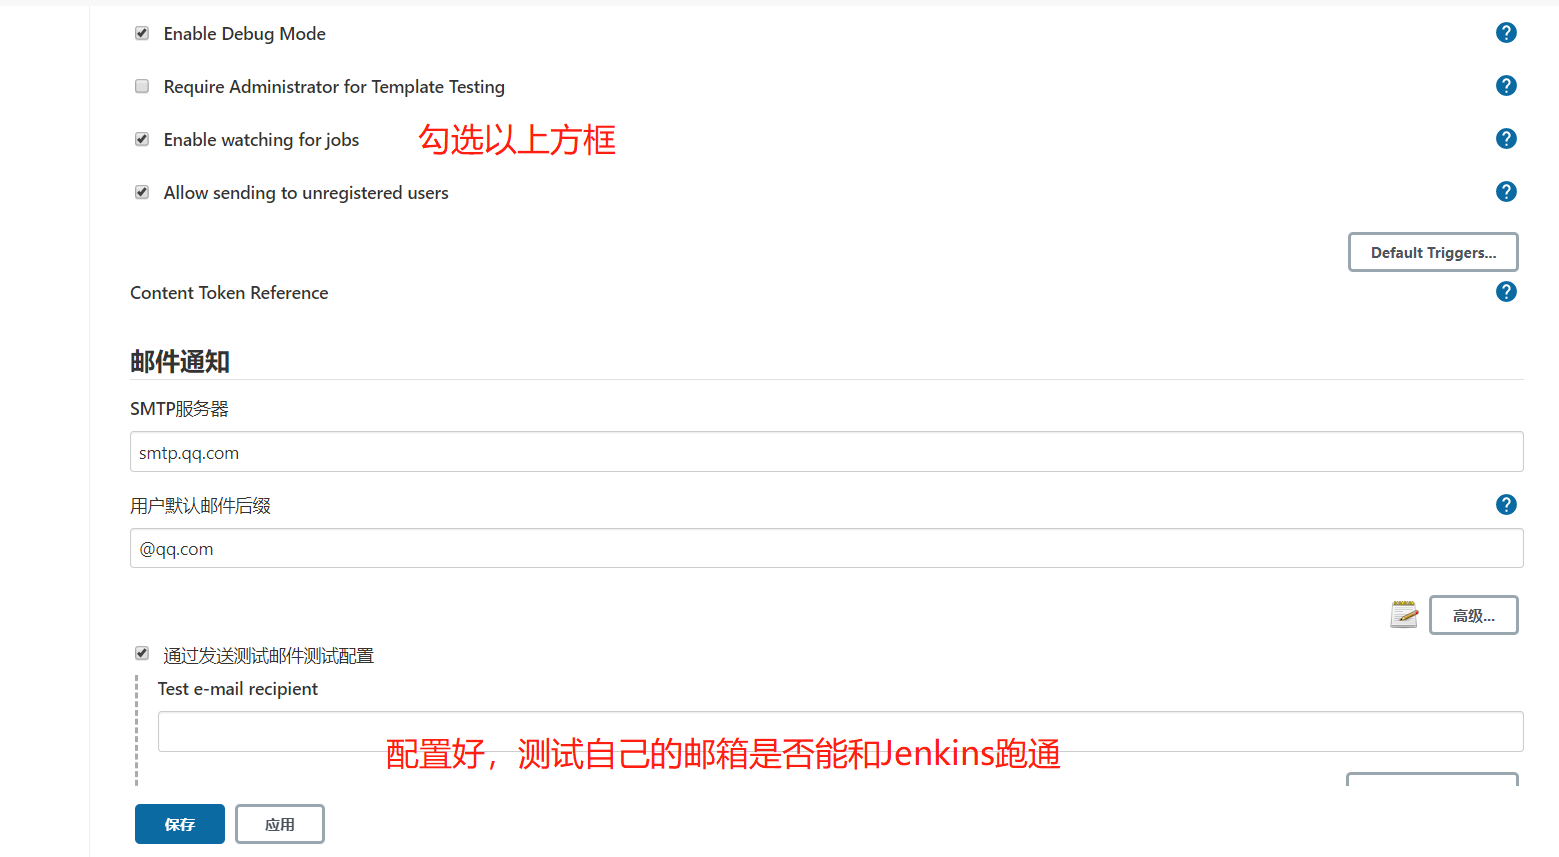 Enable Debug Mode
Require Administrator for Template Testing
Enable watching for jobs 勾选以上方框
Allow sending to unregistered users
Default Triggers...
Content Token Reference
邮件通知
SMTP服务器
smtp.qq.com
用户默认邮件后缀
@qq.com
高级...
通过发送测试邮件测试配置
Test e-mail recipient
配置好，测试自己的邮箱是否能和Jenkins跑通
保存 应用